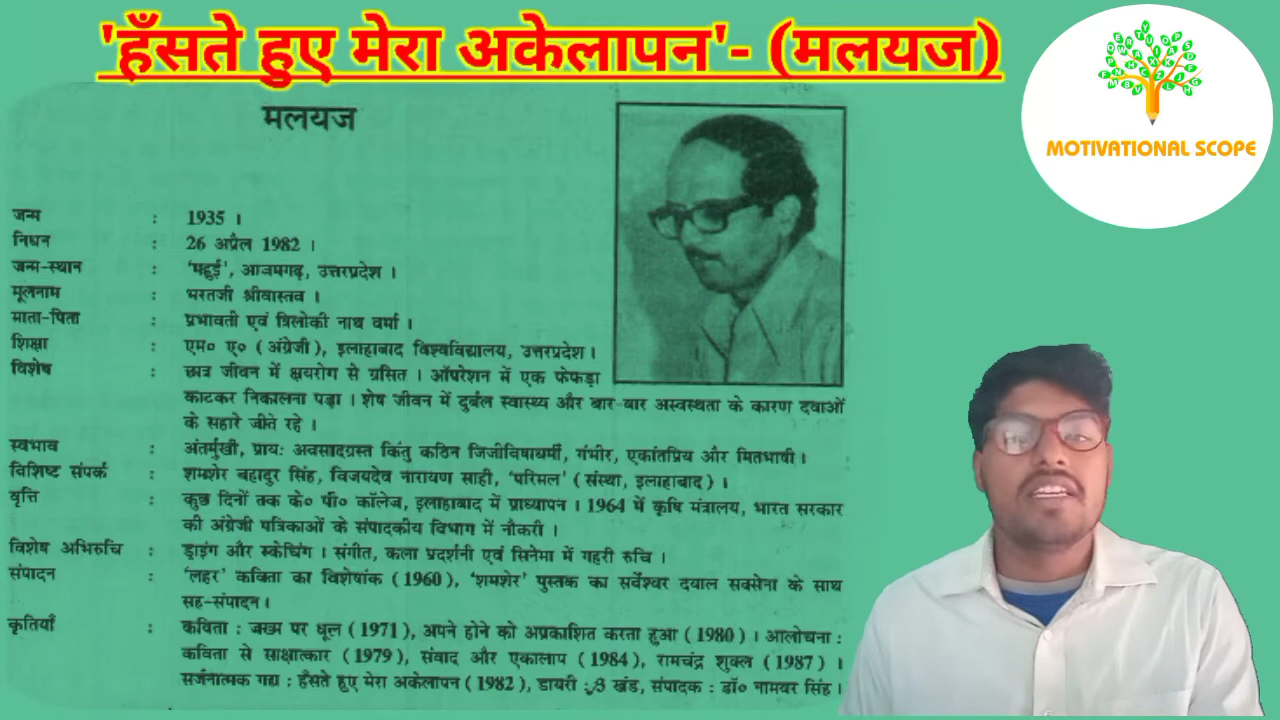 'हँसते हुए मेरा अकेलापन'- (मलयज)
MOTIVATIONAL SCOPE
मलयज
जन्म : 1935 ।
निधन : 26 अप्रैल 1982 ।
जन्म-स्थान : 'महुई', आजमगढ़, उत्तरप्रदेश ।
मूलनाम : भरतजी श्रीवास्तव ।
माता-पिता : प्रभावती एवं त्रिलोकी नाथ वर्मा ।
शिक्षा : एम० ए० (अंग्रेजी), इलाहाबाद विश्वविद्यालय, उत्तरप्रदेश ।
विशेष : छात्र जीवन में क्षयरोग से ग्रसित । ऑपरेशन में एक फेफड़ा
काटकर निकालना पड़ा । शेष जीवन में दुर्बल स्वास्थ्य और बार-बार अस्वस्थता के कारण दवाओं
के सहारे जीते रहे ।
स्वभाव : अंतर्मुखी, प्रायः अवसादग्रस्त किंतु कठिन जिजीविषाधर्मी, गंभीर, एकांतप्रिय और मितभाषी ।
विशिष्ट संपर्क : शमशेर बहादुर सिंह, विजयदेव नारायण साही, 'परिमल' (संस्था, इलाहाबाद) ।
वृत्ति : कुछ दिनों तक के० पी० कॉलेज, इलाहाबाद में प्राध्यापन । 1964 में कृषि मंत्रालय, भारत सरकार
की अंग्रेजी पत्रिकाओं के संपादकीय विभाग में नौकरी ।
विशेष अभिरुचि : ड्राइंग और स्केचिंग । संगीत, कला प्रदर्शनी एवं सिनेमा में गहरी रुचि ।
संपादन : 'लहर' कविता का विशेषांक (1960), 'शमशेर' पुस्तक का सर्वेश्वर दयाल सक्सेना के साथ
सह-संपादन ।
कृतियाँ : कविता : जख्म पर धूल (1971), अपने होने को अप्रकाशित करता हुआ (1980) । आलोचना :
कविता से साक्षात्कार (1979), संवाद और एकालाप (1984), रामचंद्र शुक्ल (1987) ।
सर्जनात्मक गद्य : हँसते हुए मेरा अकेलापन (1982), डायरी 3 खंड, संपादक : डॉ० नामवर सिंह ।